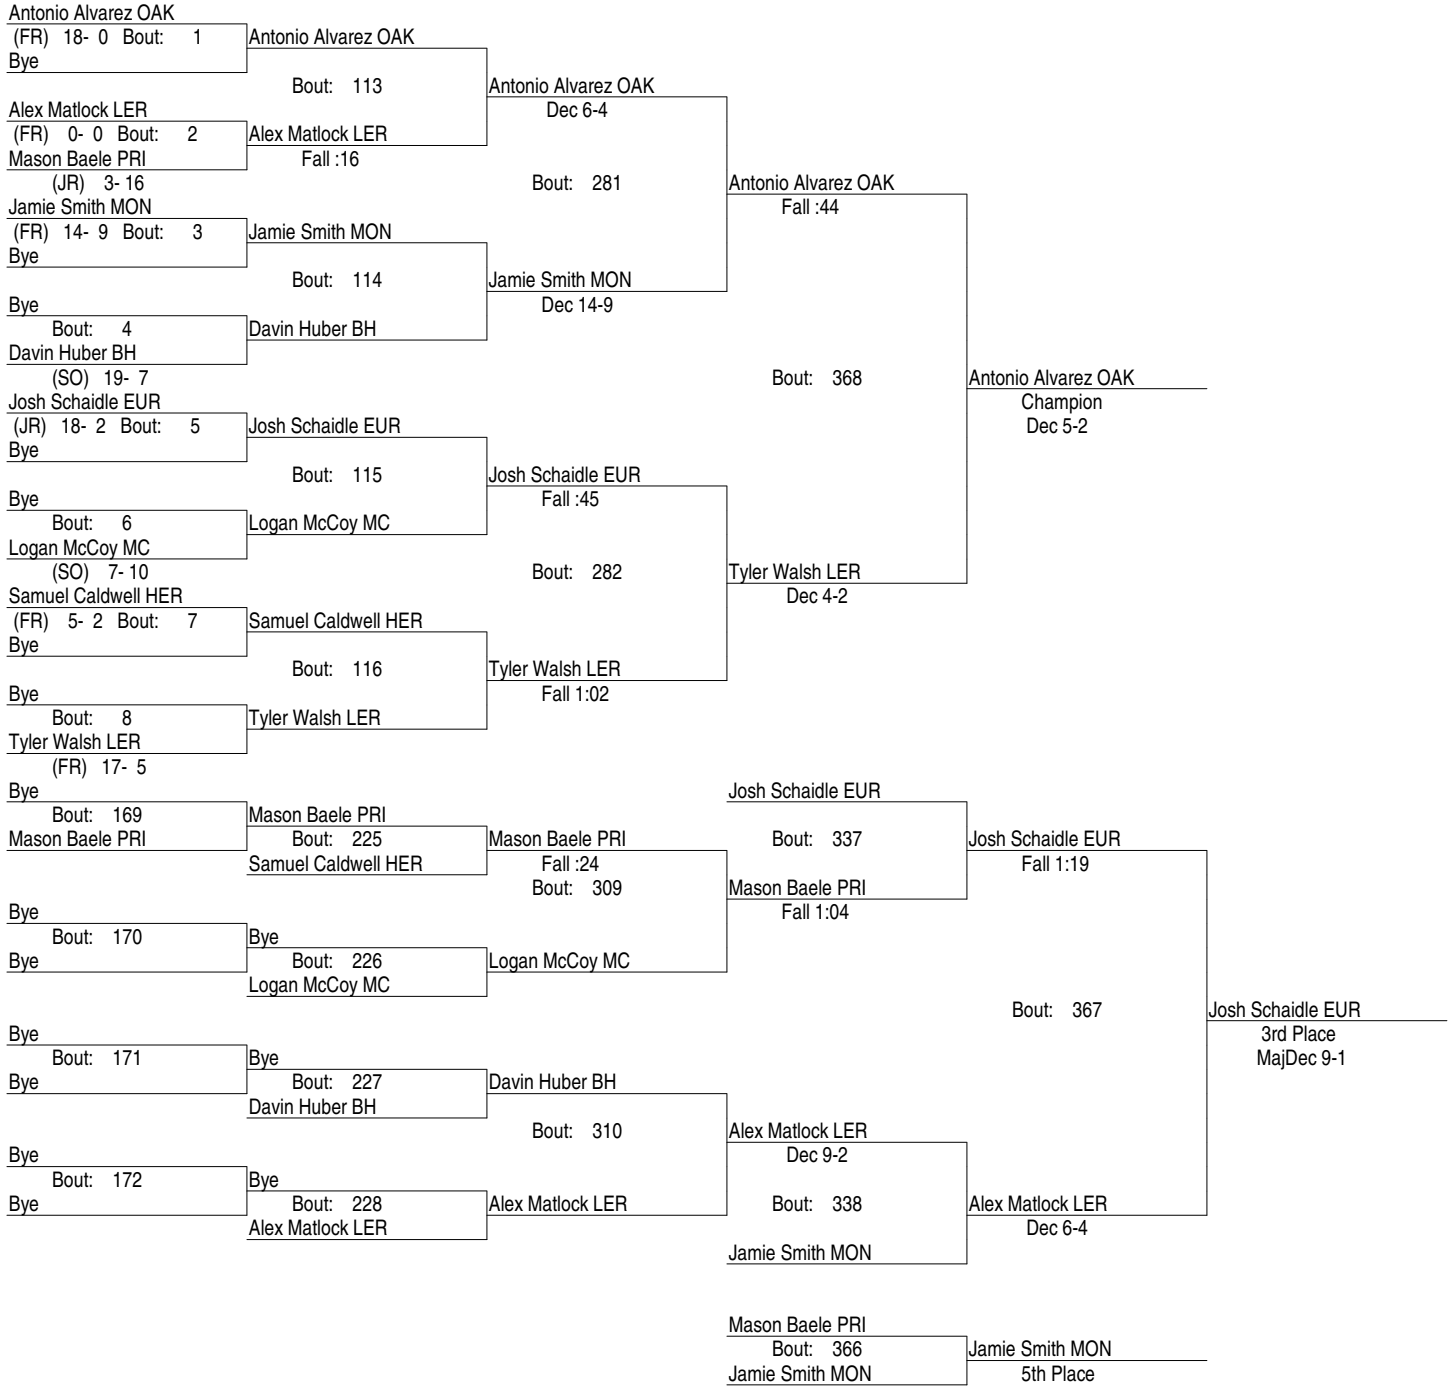 Antonio Alvarez OAK
(FR) 18- 0 Bout: 1 Antonio Alvarez OAK
Bye
Bout: 113 Antonio Alvarez OAK
Alex Matlock LER Dec 6-4
(FR) 0- 0 Bout: 2 Alex Matlock LER
Mason Baele PRI Fall :16
(JR) 3- 16 Bout: 281 Antonio Alvarez OAK
Jamie Smith MON Fall :44
(FR) 14- 9 Bout: 3 Jamie Smith MON
Bye
Bout: 114 Jamie Smith MON
Bye Dec 14-9
Bout: 4 Davin Huber BH
Davin Huber BH
(SO) 19- 7 Bout: 368 Antonio Alvarez OAK
Josh Schaidle EUR Champion
(JR) 18- 2 Bout: 5 Josh Schaidle EUR Dec 5-2
Bye
Bout: 115 Josh Schaidle EUR
Bye Fall :45
Bout: 6 Logan McCoy MC
Logan McCoy MC
(SO) 7- 10 Bout: 282 Tyler Walsh LER
Samuel Caldwell HER Dec 4-2
(FR) 5- 2 Bout: 7 Samuel Caldwell HER
Bye
Bout: 116 Tyler Walsh LER
Bye Fall 1:02
Bout: 8 Tyler Walsh LER
Tyler Walsh LER
(FR) 17- 5
Bye Josh Schaidle EUR
Bout: 169 Mason Baele PRI
Mason Baele PRI Bout: 225 Mason Baele PRI Bout: 337 Josh Schaidle EUR
Samuel Caldwell HER Fall :24 Fall 1:19
Bout: 309 Mason Baele PRI
Bye Fall 1:04
Bout: 170 Bye
Bye Bout: 226 Logan McCoy MC
Logan McCoy MC
Bout: 367 Josh Schaidle EUR
Bye 3rd Place
Bout: 171 Bye MajDec 9-1
Bye Bout: 227 Davin Huber BH
Davin Huber BH
Bout: 310 Alex Matlock LER
Bye Dec 9-2
Bout: 172 Bye
Bye Bout: 228 Alex Matlock LER Bout: 338 Alex Matlock LER
Alex Matlock LER Dec 6-4
Jamie Smith MON
Mason Baele PRI
Bout: 366 Jamie Smith MON
Jamie Smith MON 5th Place